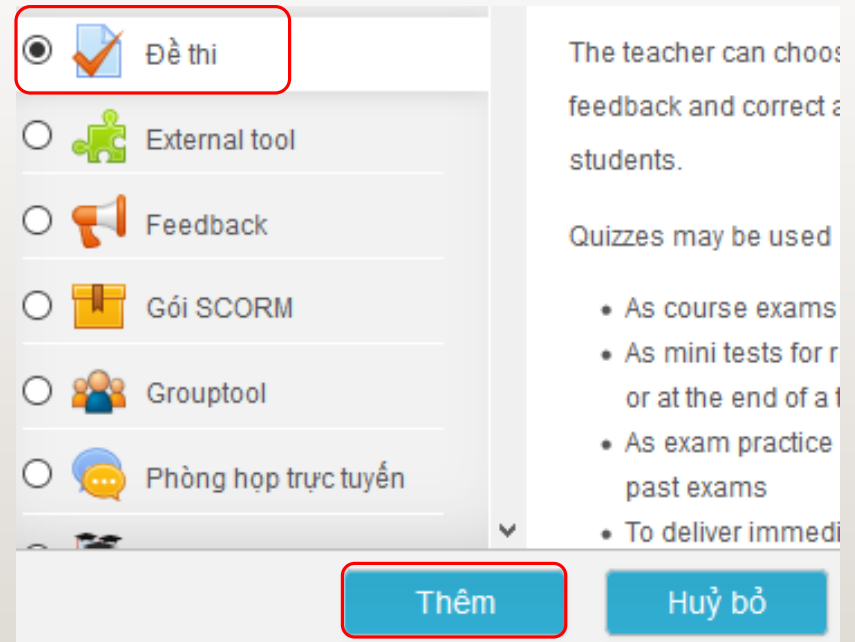 Đề thi
External tool
Feedback
Gói SCORM
Grouptool
Phòng họp trực tuyến
The teacher can choos
feedback and correct a
students.
Quizzes may be used
• As course exams
• As mini tests for r
or at the end of a t
• As exam practice
past exams
• To deliver immedi
Thêm
Huỷ bỏ